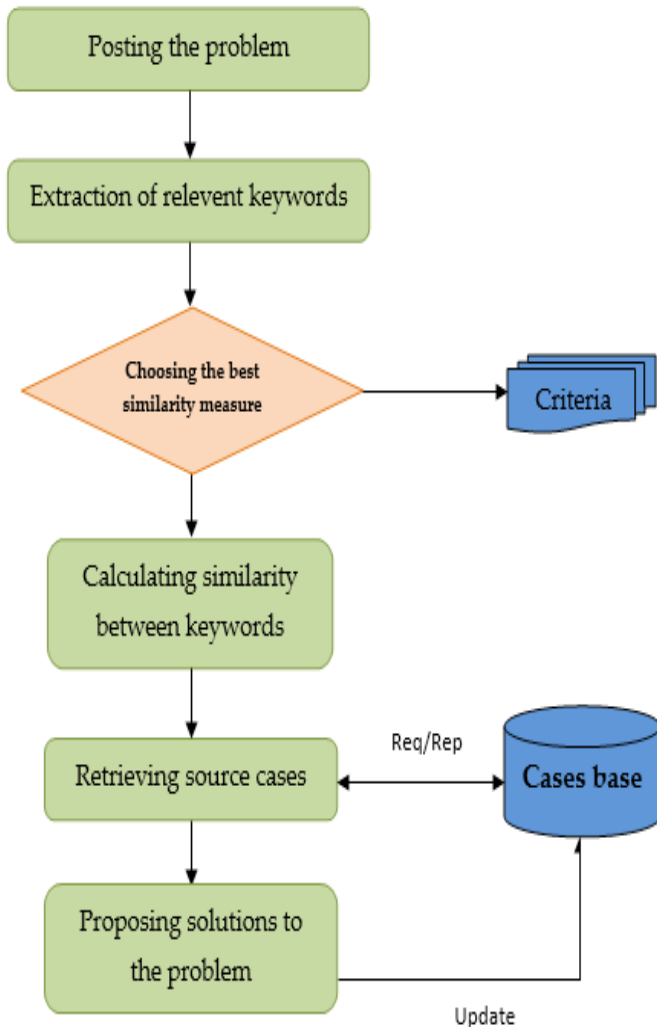 Posting the problem
Extraction of relevent keywords
Choosing the best
similarity measure
Criteria
Calculating similarity
between keywords
Req/Rep
Retrieving source cases
Cases base
Proposing solutions to
the problem
Update